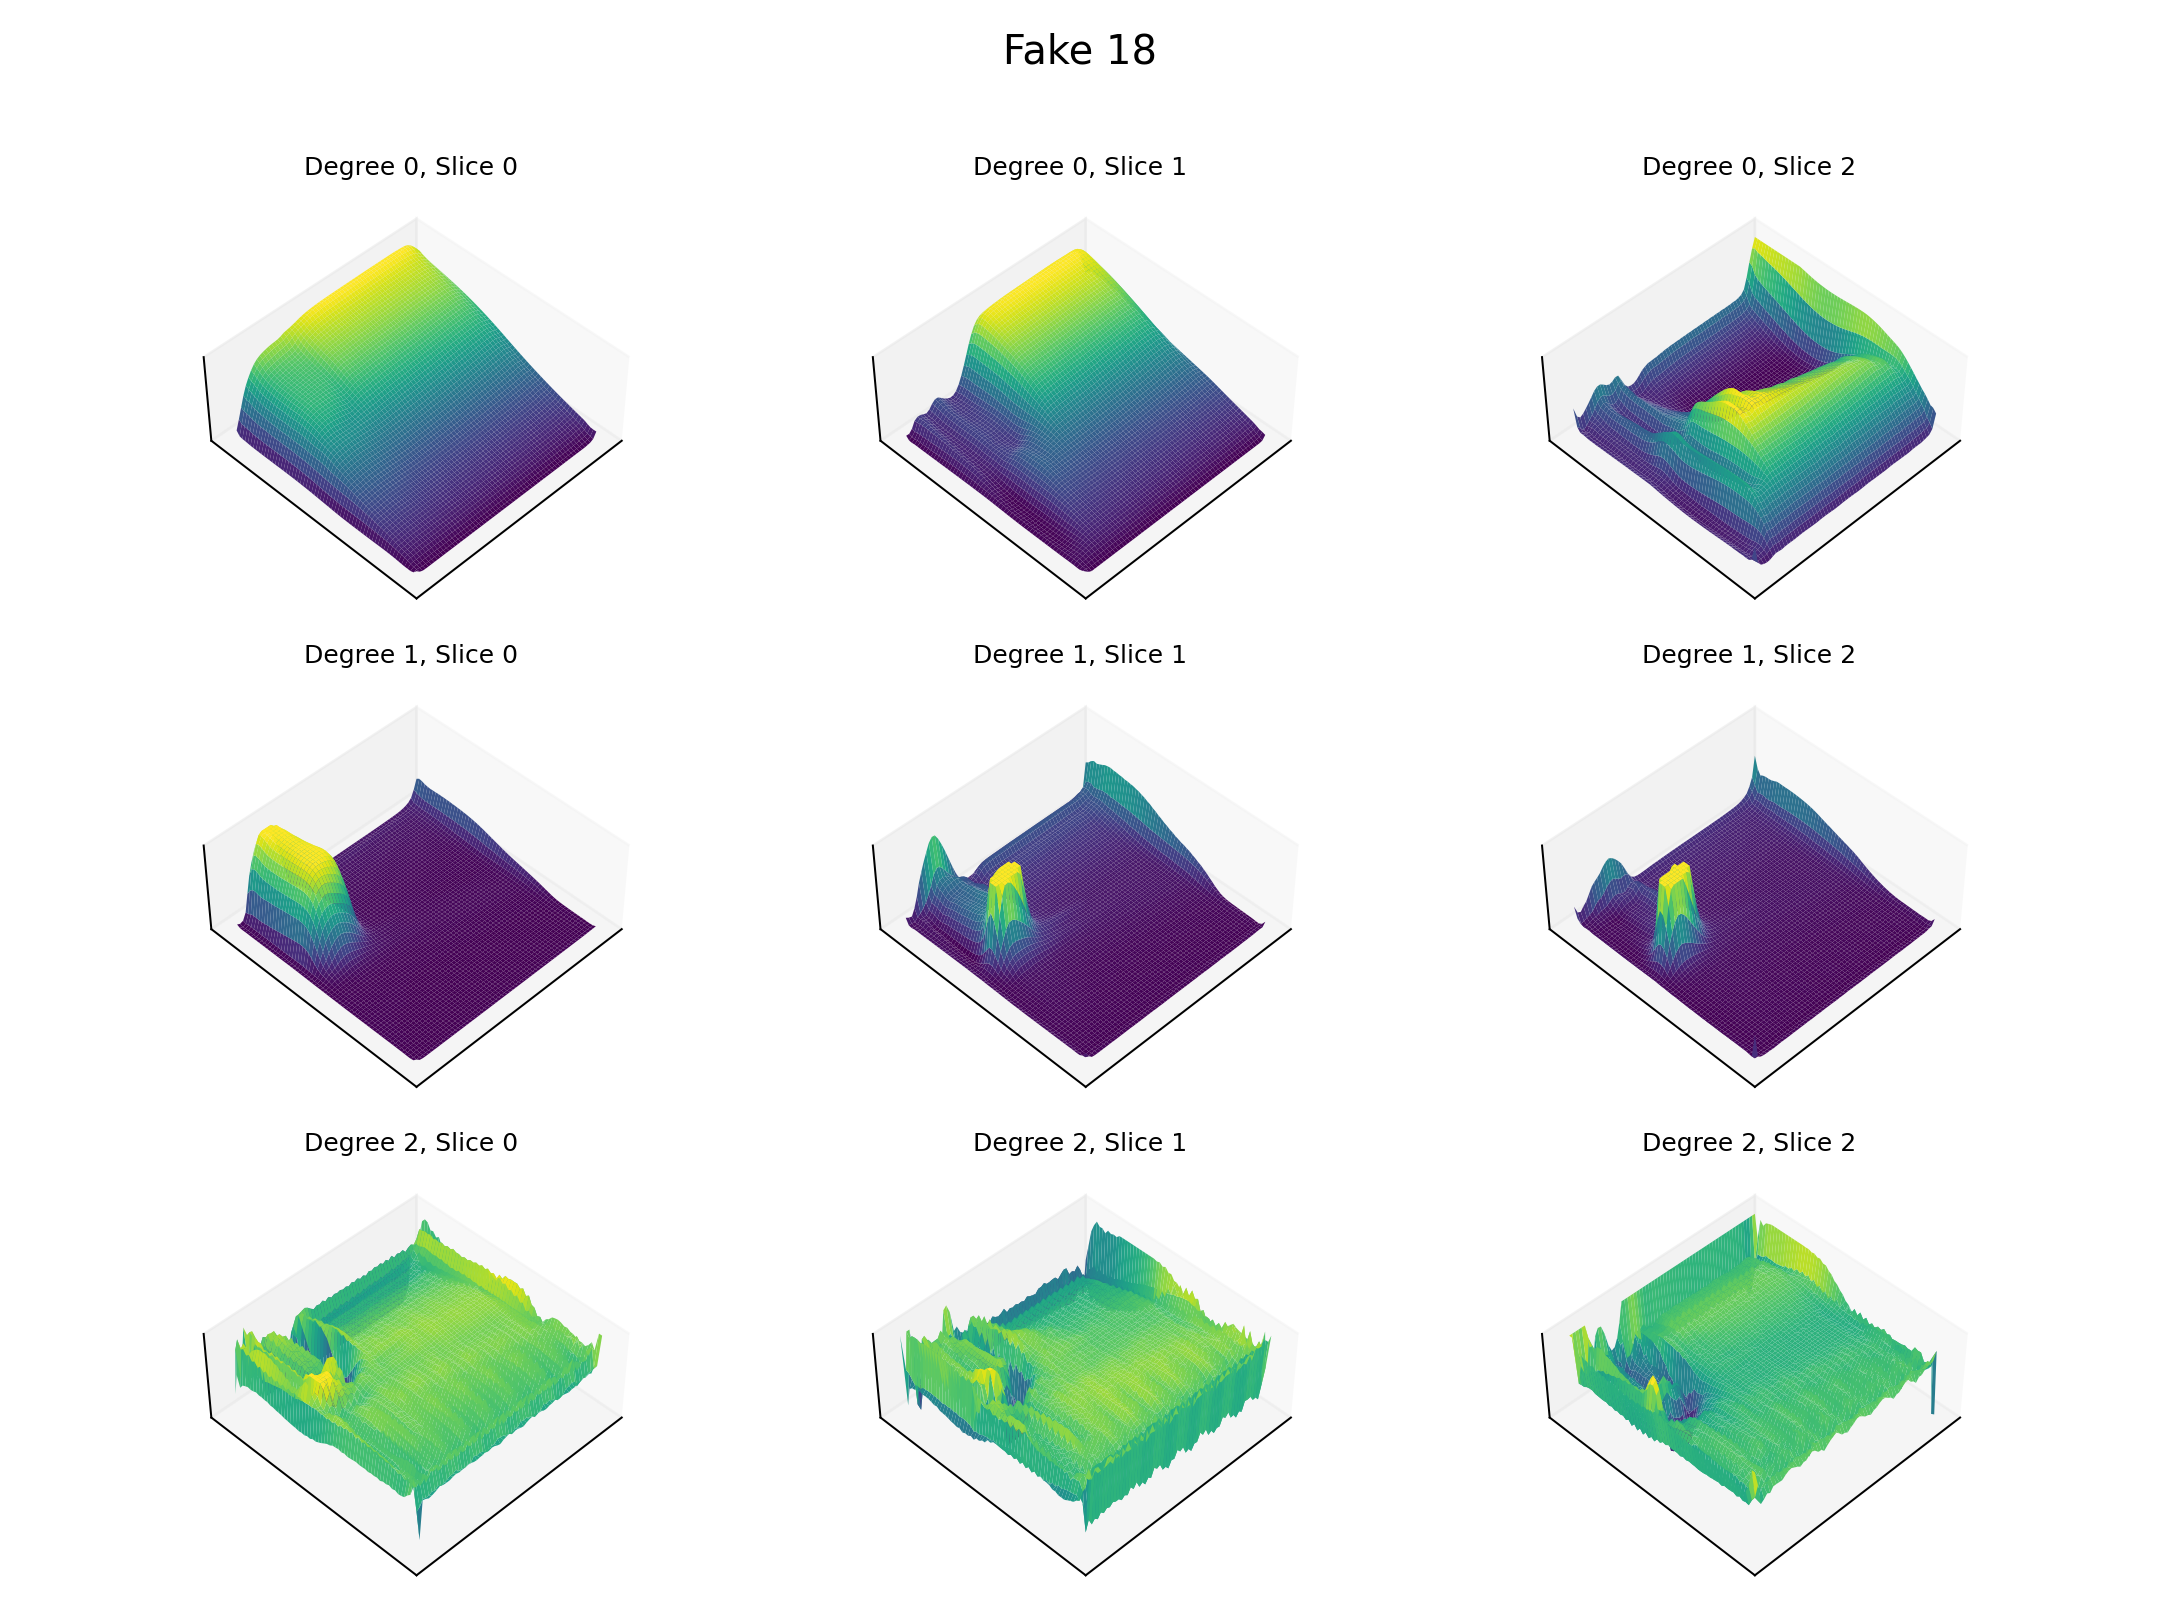 Fake 18
Degree 0, Slice 0
Degree 0, Slice 1
Degree 0, Slice 2
Degree 1, Slice 0
Degree 1, Slice 1
Degree 1, Slice 2
Degree 2, Slice 0
Degree 2, Slice 1
Degree 2, Slice 2